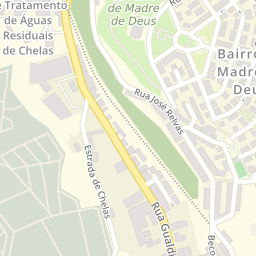 e Tratamento
de Águas
Residuais
de Chelas
de Madre
de Deus
Bairro
Madre
Deu
Rua José Relvas
Estrada de Chelas
Rua Gualdi
Beco